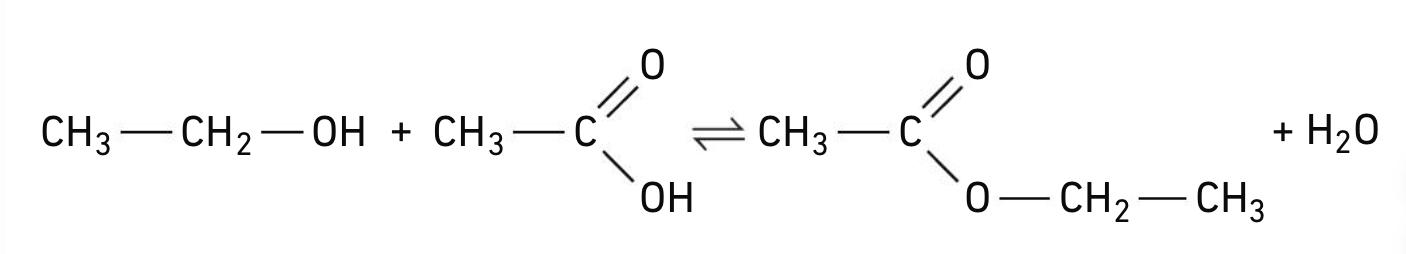 CH₃—CH₂—OH + CH₃—C(=O)—OH ⇌ CH₃—C(=O)—O—CH₂—CH₃ + H₂O